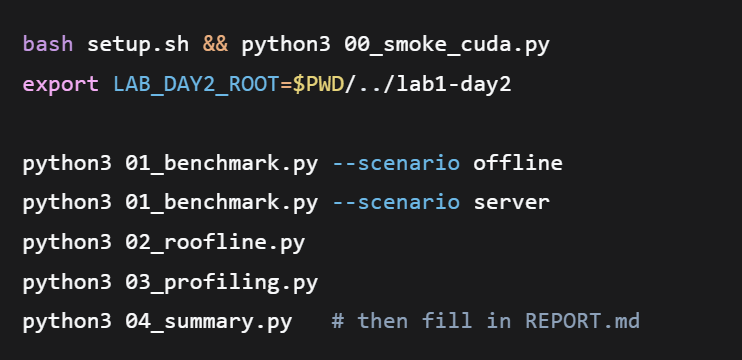 bash setup.sh && python3 00_smoke_cuda.py
export LAB_DAY2_ROOT=$PWD/../lab1-day2
python3 01_benchmark.py --scenario offline
python3 01_benchmark.py --scenario server
python3 02_roofline.py
python3 03_profiling.py
python3 04_summary.py   # then fill in REPORT.md